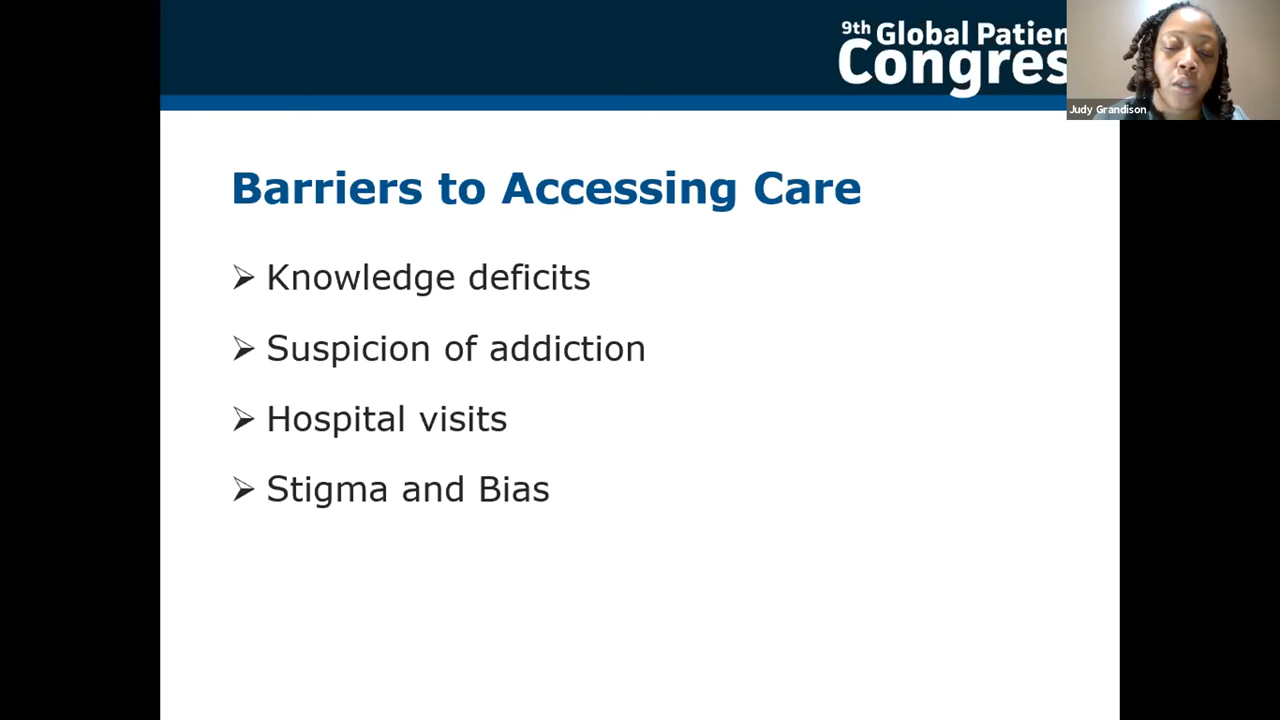 9th Global Patien
Congres
Judy Grandison
Barriers to Accessing Care
Knowledge deficits
Suspicion of addiction
Hospital visits
Stigma and Bias